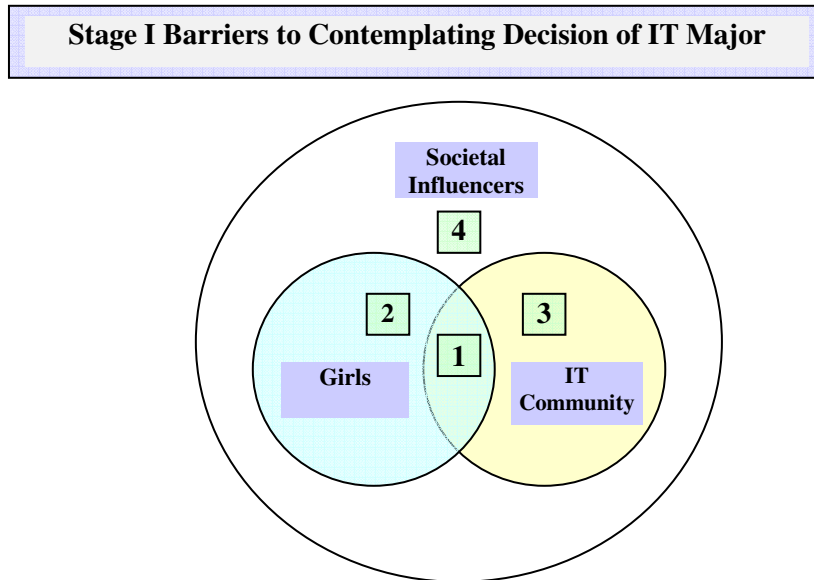 Stage I Barriers to Contemplating Decision of IT Major
Societal
Influencers
4
2
3
1
Girls
IT
Community